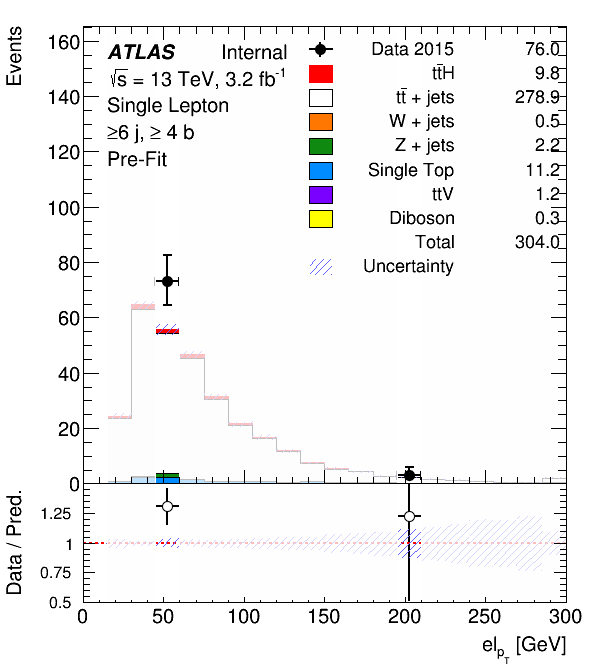 Events
ATLAS Internal
√s = 13 TeV, 3.2 fb⁻¹
Single Lepton
≥6 j, ≥ 4 b
Pre-Fit
Data 2015 76.0
tt̄H 9.8
tt̄ + jets 278.9
W + jets 0.5
Z + jets 2.2
Single Top 11.2
ttV 1.2
Diboson 0.3
Total 304.0
Uncertainty
160
140
120
100
80
60
40
20
0
Data / Pred.
1.25
1
0.75
0.5
0 50 100 150 200 250 300
el_pT [GeV]